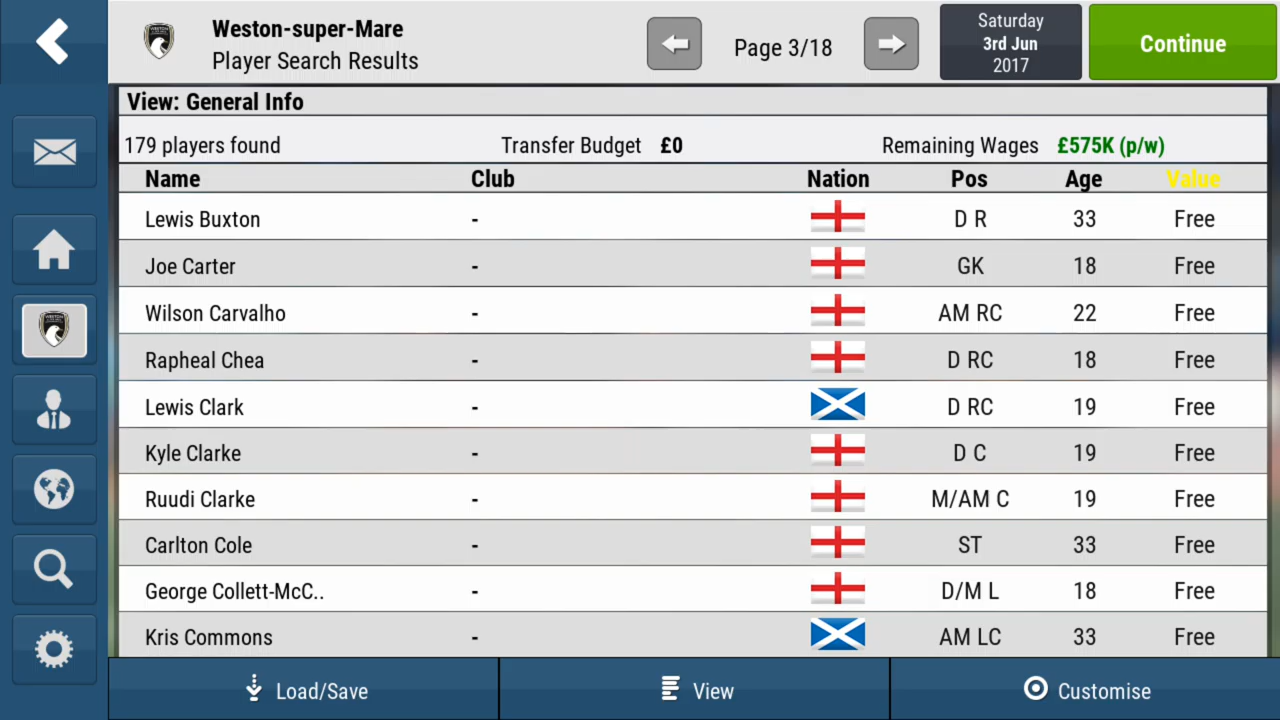 Weston-super-Mare
Player Search Results
Page 3/18
Saturday
3rd Jun
2017
Continue
View: General Info
179 players found Transfer Budget £0 Remaining Wages £575K (p/w)
Name Club Nation Pos Age Value
Lewis Buxton - D R 33 Free
Joe Carter - GK 18 Free
Wilson Carvalho - AM RC 22 Free
Rapheal Chea - D RC 18 Free
Lewis Clark - D RC 19 Free
Kyle Clarke - D C 19 Free
Ruudi Clarke - M/AM C 19 Free
Carlton Cole - ST 33 Free
George Collett-McC.. - D/M L 18 Free
Kris Commons - AM LC 33 Free
Load/Save View Customise